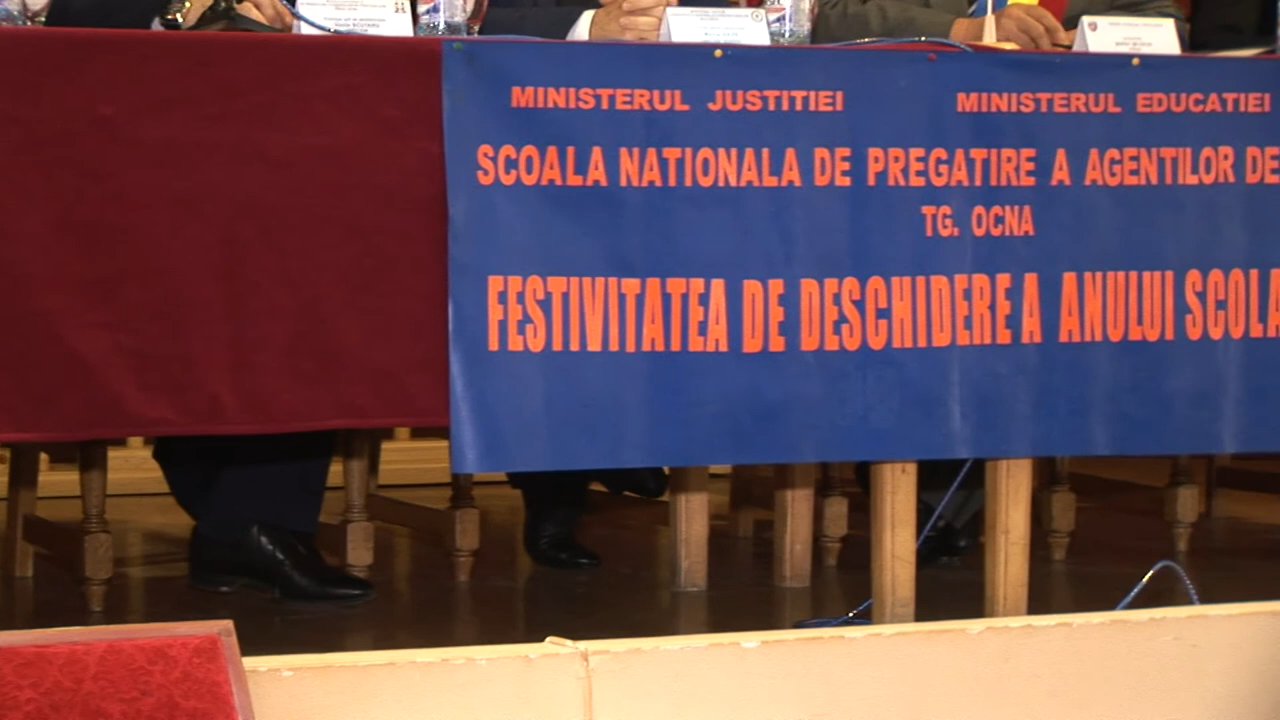 MINISTERUL JUSTITIEI MINISTERUL EDUCATIEI
SCOALA NATIONALA DE PREGATIRE A AGENTILOR DE
TG. OCNA
FESTIVITATEA DE DESCHIDERE A ANULUI SCOLA